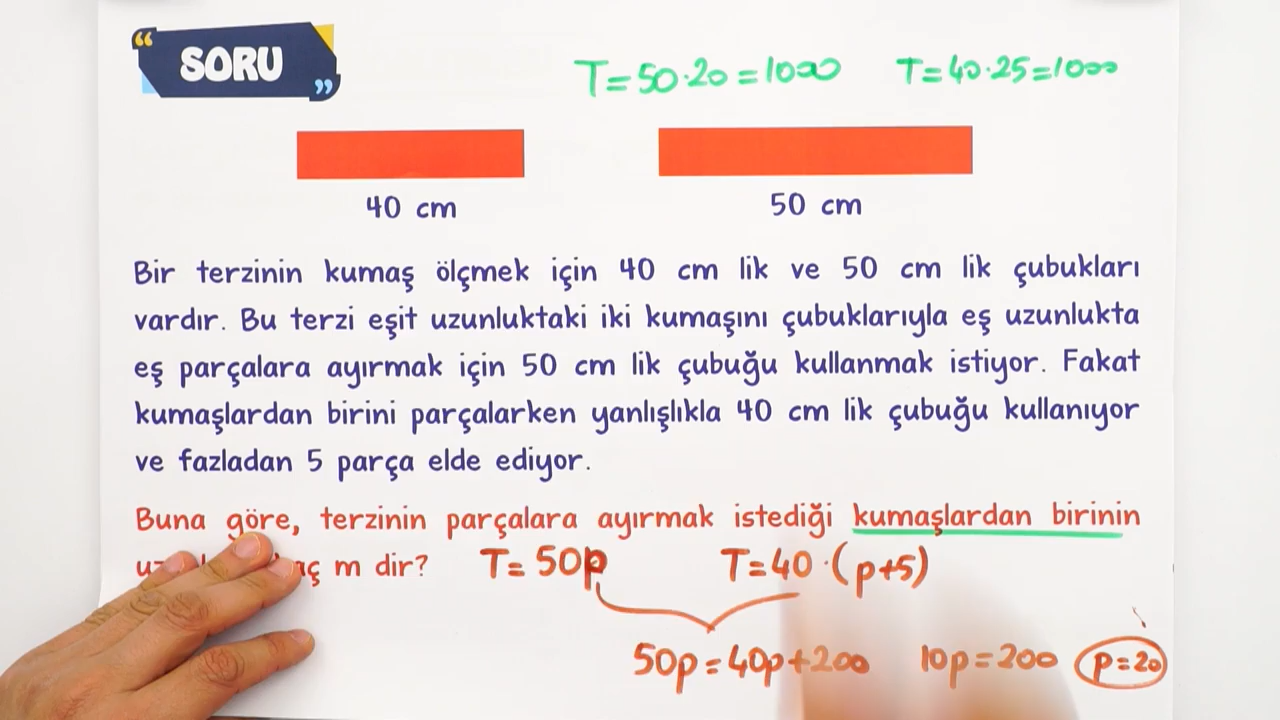 “
SORU
”
T=50·20=1000 T=40·25=1000
40 cm 50 cm
Bir terzinin kumaş ölçmek için 40 cm lik ve 50 cm lik çubukları
vardır. Bu terzi eşit uzunluktaki iki kumaşını çubuklarıyla eş uzunlukta
eş parçalara ayırmak için 50 cm lik çubuğu kullanmak istiyor. Fakat
kumaşlardan birini parçalarken yanlışlıkla 40 cm lik çubuğu kullanıyor
ve fazladan 5 parça elde ediyor.
Buna göre, terzinin parçalara ayırmak istediği kumaşlardan birinin
m dir? T=50p T=40·(p+5)
50p=40p+200 10p=200 p=20